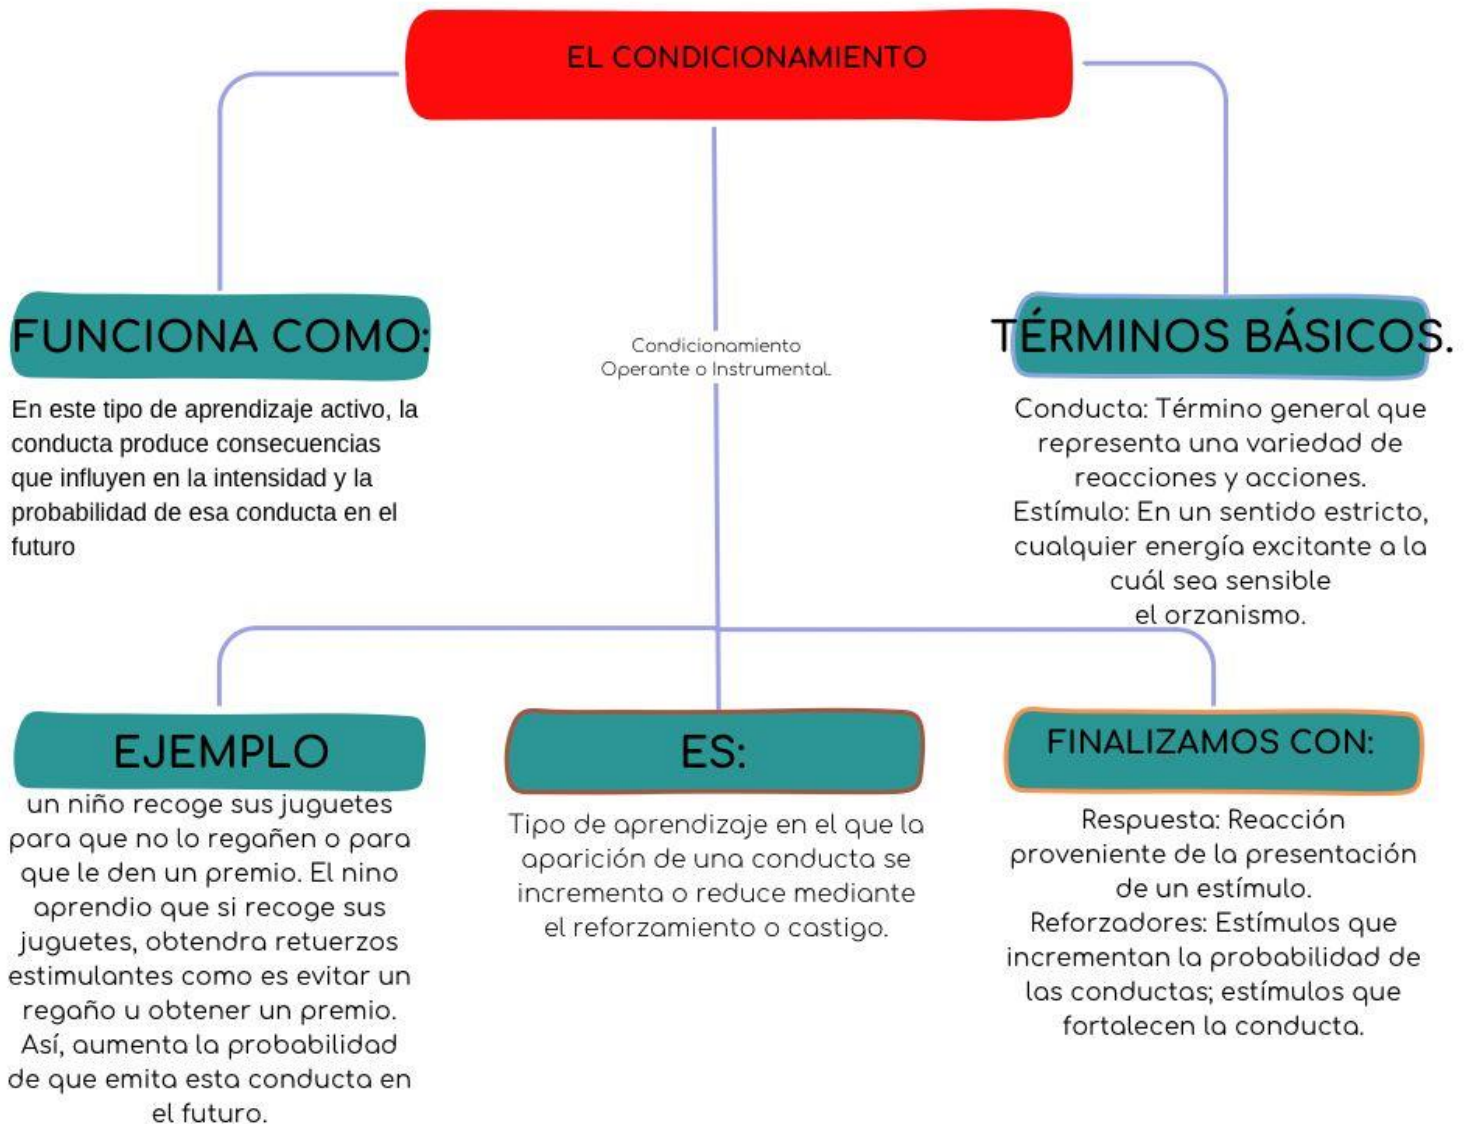 EL CONDICIONAMIENTO
FUNCIONA COMO:
En este tipo de aprendizaje activo, la
conducta produce consecuencias
que influyen en la intensidad y la
probabilidad de esa conducta en el
futuro
Condicionamiento
Operante o Instrumental.
TÉRMINOS BÁSICOS.
Conducta: Término general que
representa una variedad de
reacciones y acciones.
Estímulo: En un sentido estricto,
cualquier energía excitante a la
cuál sea sensible
el orzanismo.
EJEMPLO
un niño recoge sus juguetes
para que no lo regañen o para
que le den un premio. El nino
aprendio que si recoge sus
juguetes, obtendra retuerzos
estimulantes como es evitar un
regaño u obtener un premio.
Así, aumenta la probabilidad
de que emita esta conducta en
el futuro.
ES:
Tipo de aprendizaje en el que la
aparición de una conducta se
incrementa o reduce mediante
el reforzamiento o castigo.
FINALIZAMOS CON:
Respuesta: Reacción
proveniente de la presentación
de un estímulo.
Reforzadores: Estímulos que
incrementan la probabilidad de
las conductas; estímulos que
fortalecen la conducta.